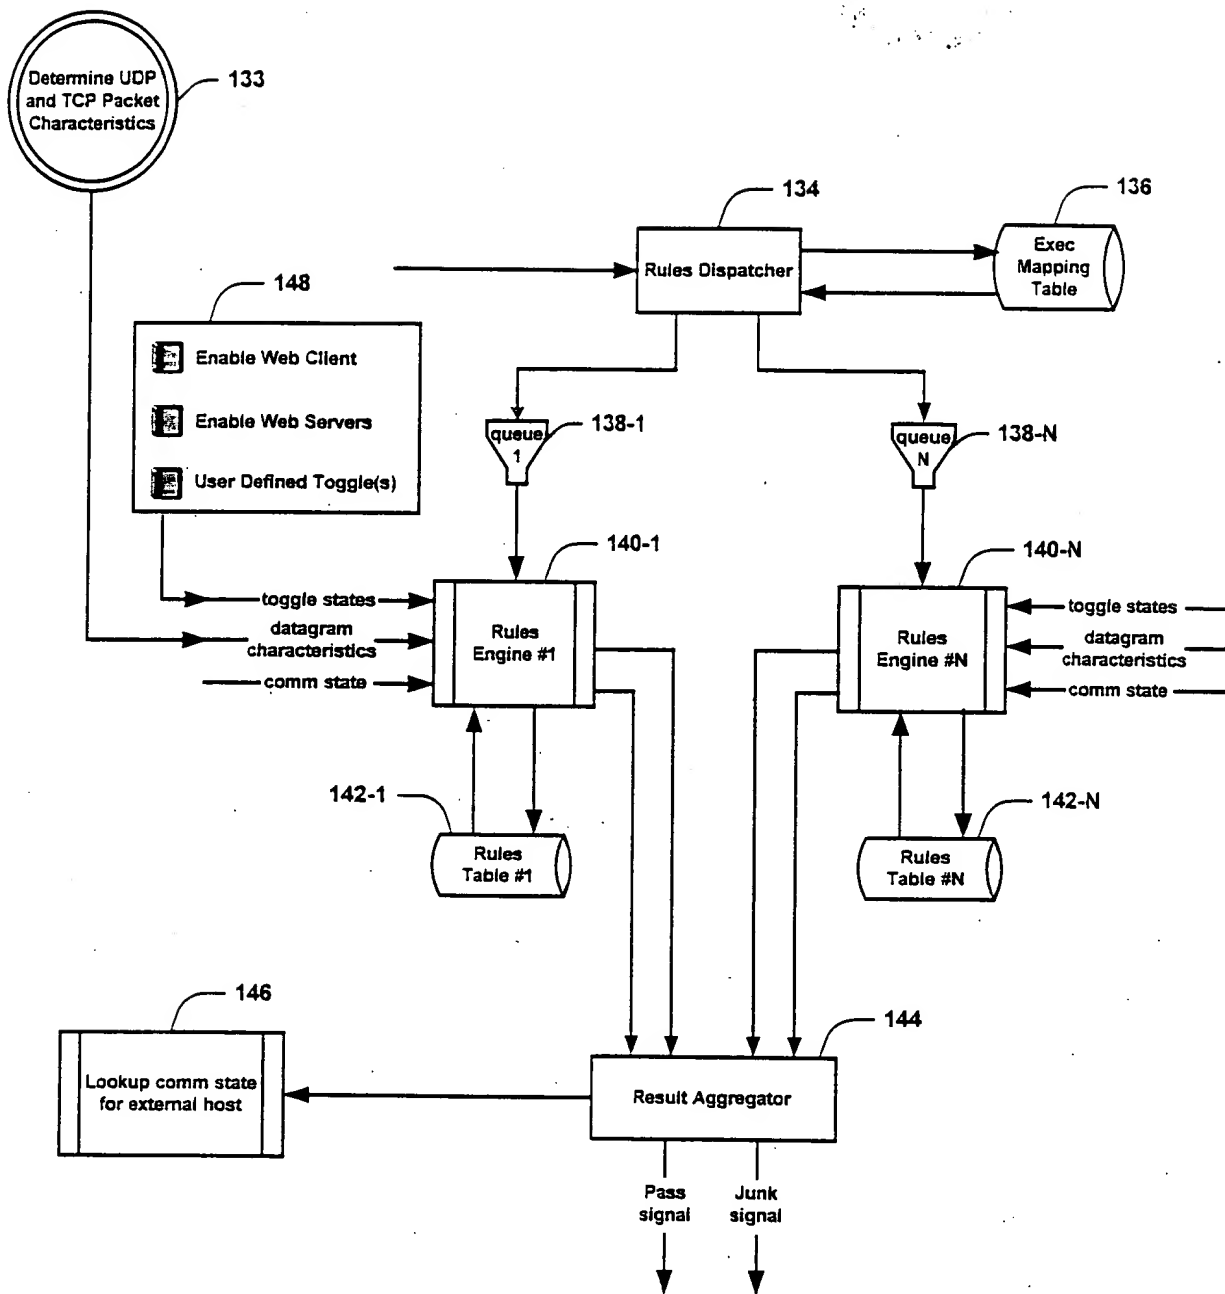 Determine UDP
and TCP Packet
Characteristics
133
134
136
Rules Dispatcher
Exec
Mapping
Table
148
Enable Web Client
Enable Web Servers
User Defined Toggle(s)
queue
1
138-1
queue
N
138-N
140-1
140-N
toggle states
datagram
characteristics
comm state
Rules
Engine #1
Rules
Engine #N
toggle states
datagram
characteristics
comm state
142-1
142-N
Rules
Table #1
Rules
Table #N
146
144
Lookup comm state
for external host
Result Aggregator
Pass
signal
Junk
signal